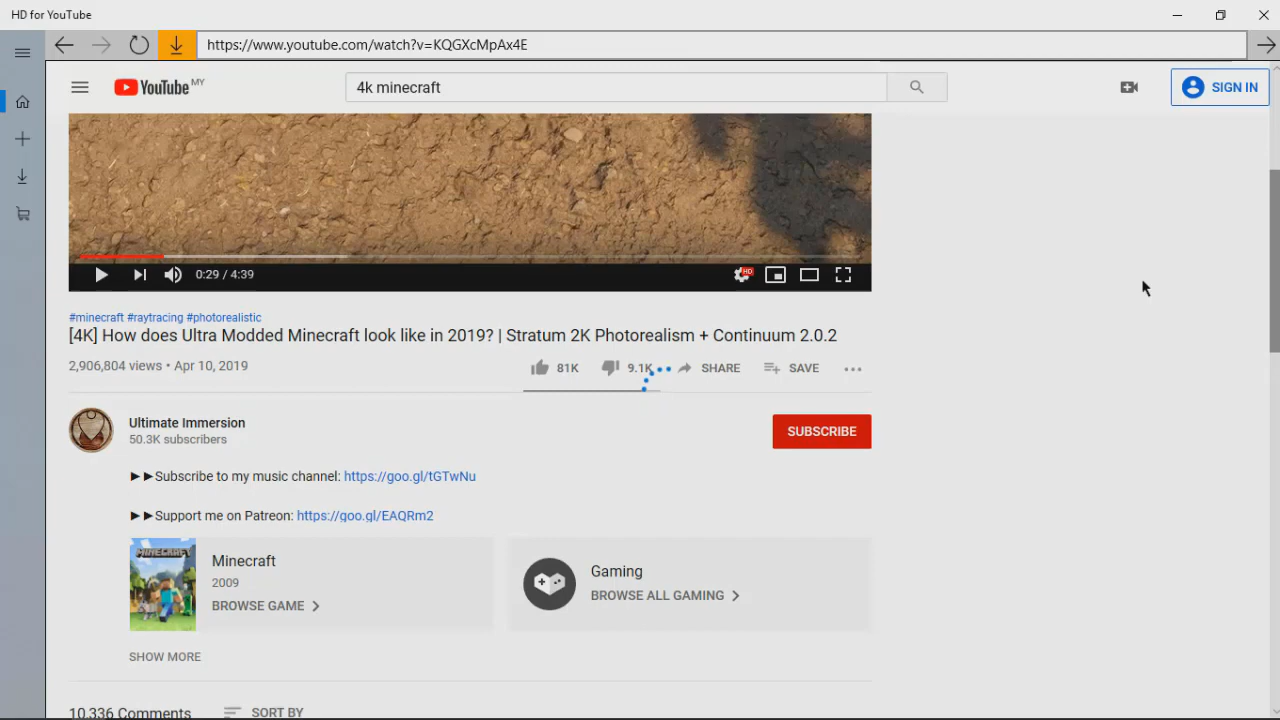 HD for YouTube
https://www.youtube.com/watch?v=KQGXcMpAx4E
YouTube MY
4k minecraft
SIGN IN
0:29 / 4:39
HD
#minecraft #raytracing #photorealistic
[4K] How does Ultra Modded Minecraft look like in 2019? | Stratum 2K Photorealism + Continuum 2.0.2
2,906,804 views • Apr 10, 2019
81K
9.1K
SHARE
SAVE
Ultimate Immersion
50.3K subscribers
SUBSCRIBE
►►Subscribe to my music channel: https://goo.gl/tGTwNu
►►Support me on Patreon: https://goo.gl/EAQRm2
MINECRAFT
Minecraft
2009
BROWSE GAME
Gaming
BROWSE ALL GAMING
SHOW MORE
10,336 Comments
SORT BY